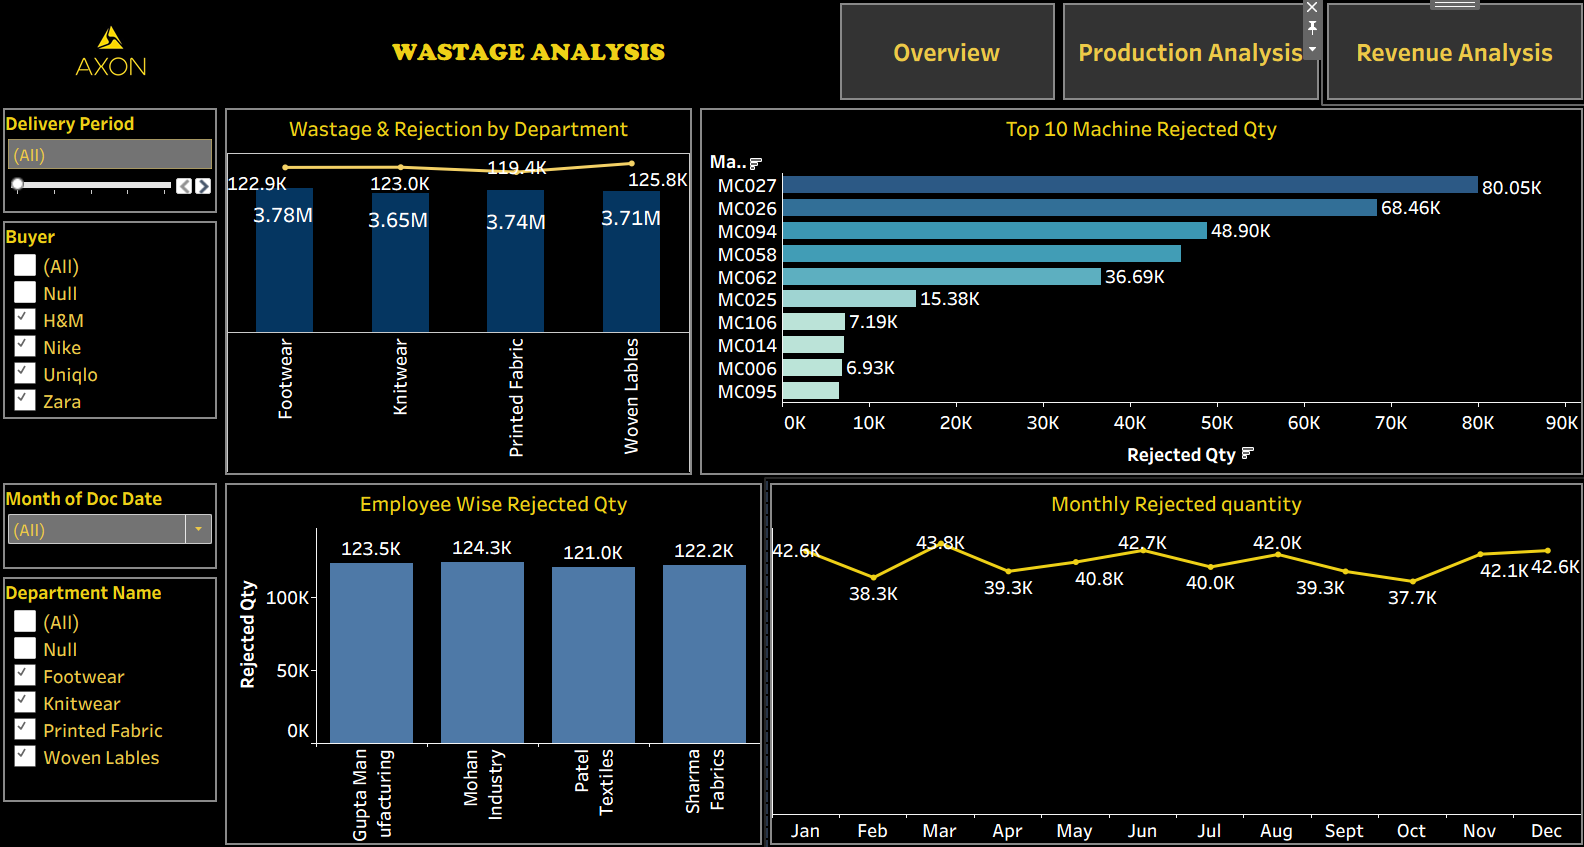 AXON
WASTAGE ANALYSIS
Overview
Production Analysis
Revenue Analysis
Delivery Period
(All)
Buyer
(All)
Null
H&M
Nike
Uniqlo
Zara
Wastage & Rejection by Department
122.9K
123.0K
119.4K
125.8K
3.78M
3.65M
3.74M
3.71M
Footwear
Knitwear
Printed Fabric
Woven Lables
Top 10 Machine Rejected Qty
Ma..
MC027 80.05K
MC026 68.46K
MC094 48.90K
MC058
MC062 36.69K
MC025 15.38K
MC106 7.19K
MC014
MC006 6.93K
MC095
0K 10K 20K 30K 40K 50K 60K 70K 80K 90K
Rejected Qty
Month of Doc Date
(All)
Department Name
(All)
Null
Footwear
Knitwear
Printed Fabric
Woven Lables
Employee Wise Rejected Qty
Rejected Qty
100K
50K
0K
123.5K
124.3K
121.0K
122.2K
Gupta Man
ufacturing
Mohan
Industry
Patel
Textiles
Sharma
Fabrics
Monthly Rejected quantity
42.6K
38.3K
43.8K
39.3K
40.8K
42.7K
40.0K
42.0K
39.3K
37.7K
42.1K
42.6K
Jan Feb Mar Apr May Jun Jul Aug Sept Oct Nov Dec